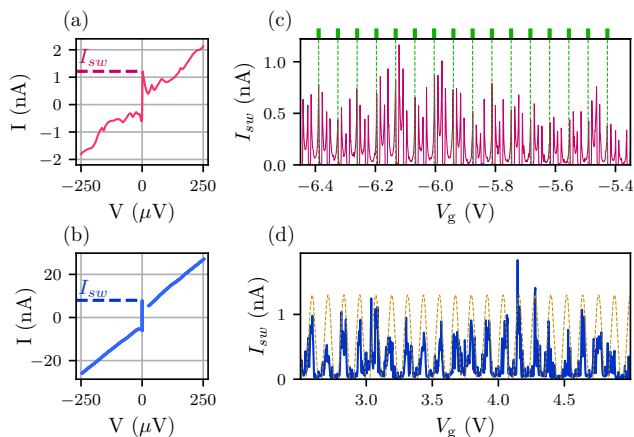 (a)
2
1
0
−1
−2
I (nA)
I_sw
−250
0
250
V (μV)
(c)
1.0
0.5
0.0
I_sw (nA)
−6.4
−6.2
−6.0
−5.8
−5.6
−5.4
V_g (V)
(b)
20
0
−20
I (nA)
I_sw
−250
0
250
V (μV)
(d)
1
0
I_sw (nA)
3.0
3.5
4.0
4.5
V_g (V)